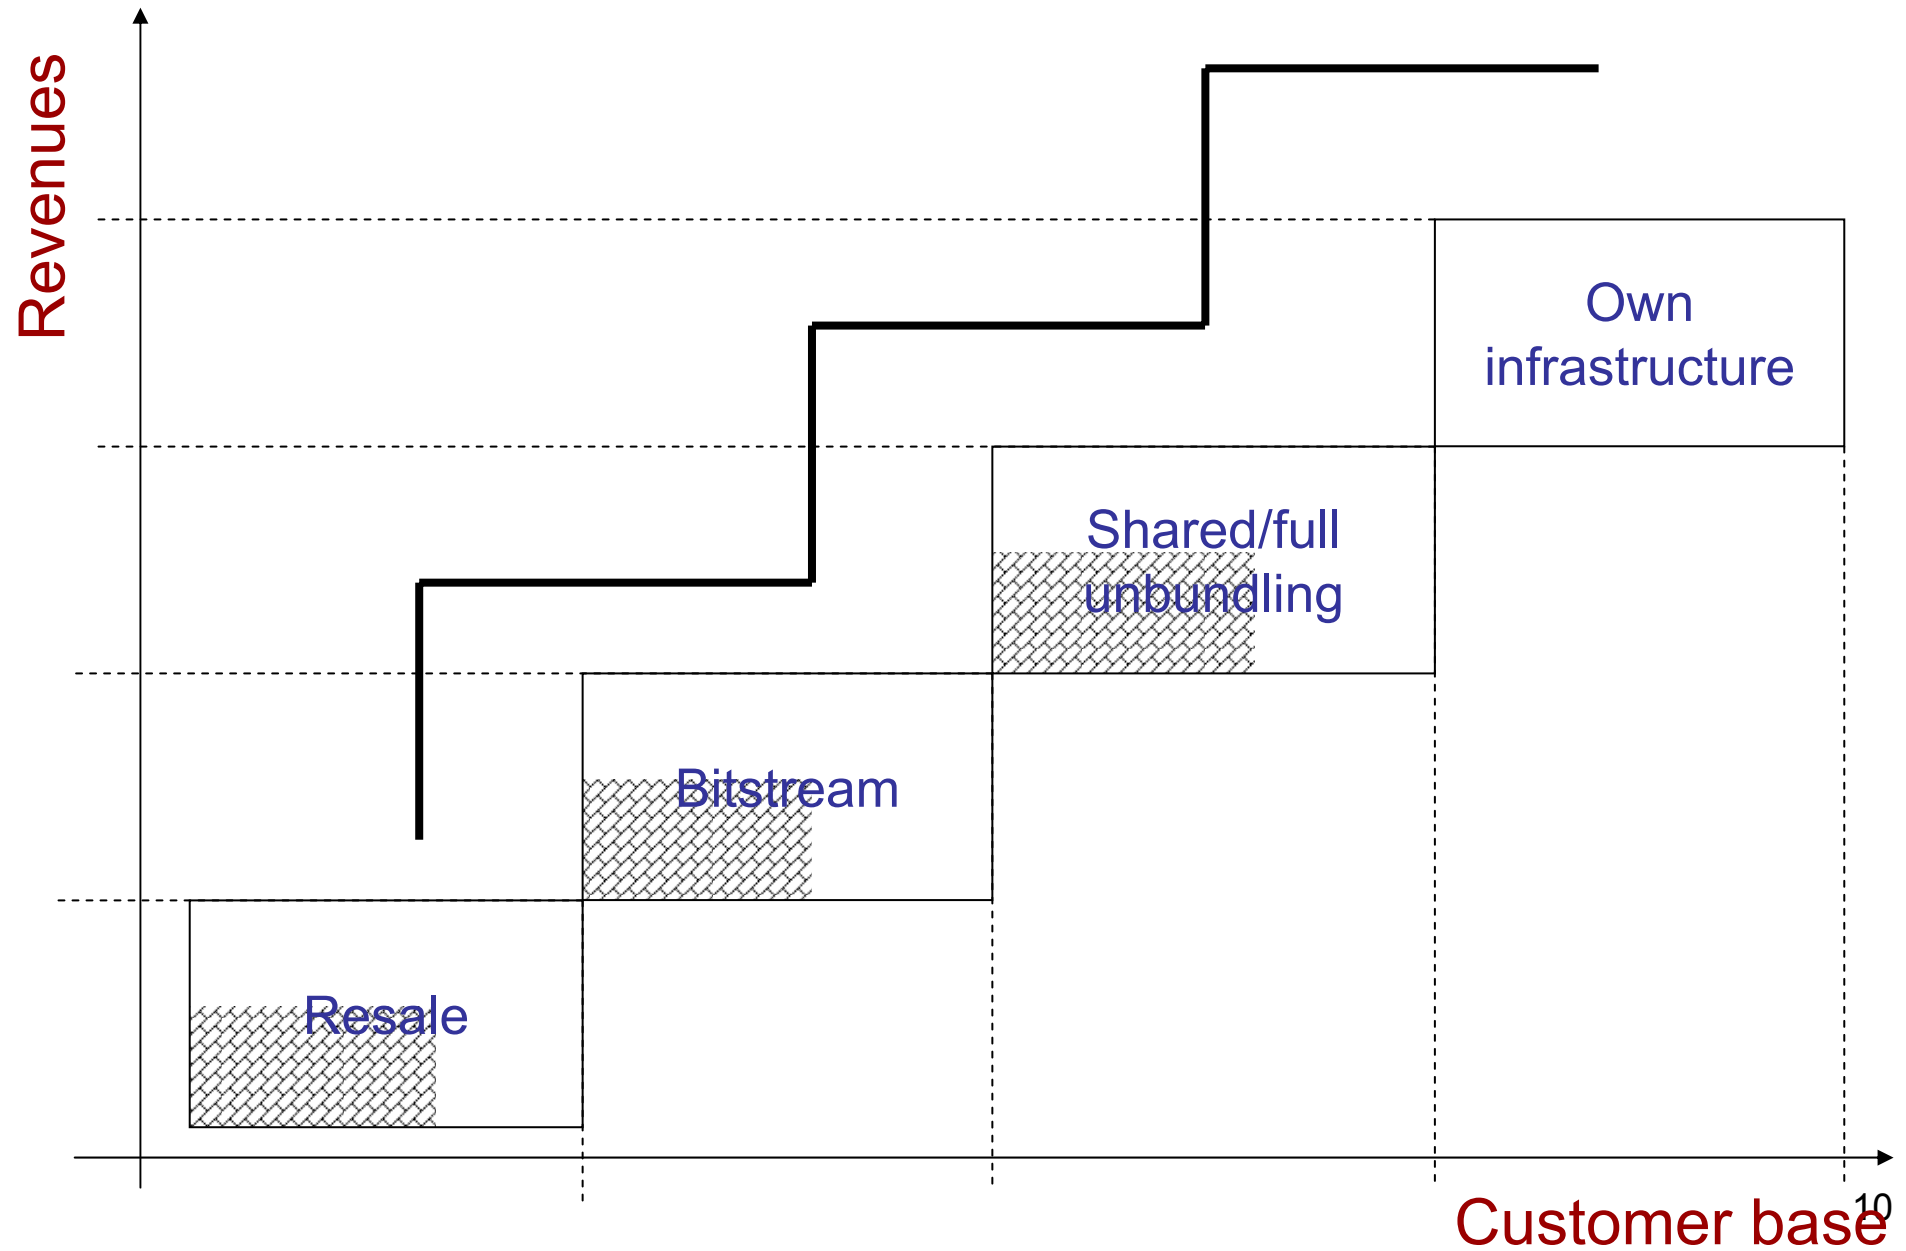 Revenues
Own
infrastructure
Shared/full
unbundling
Bitstream
Resale
Customer base
10